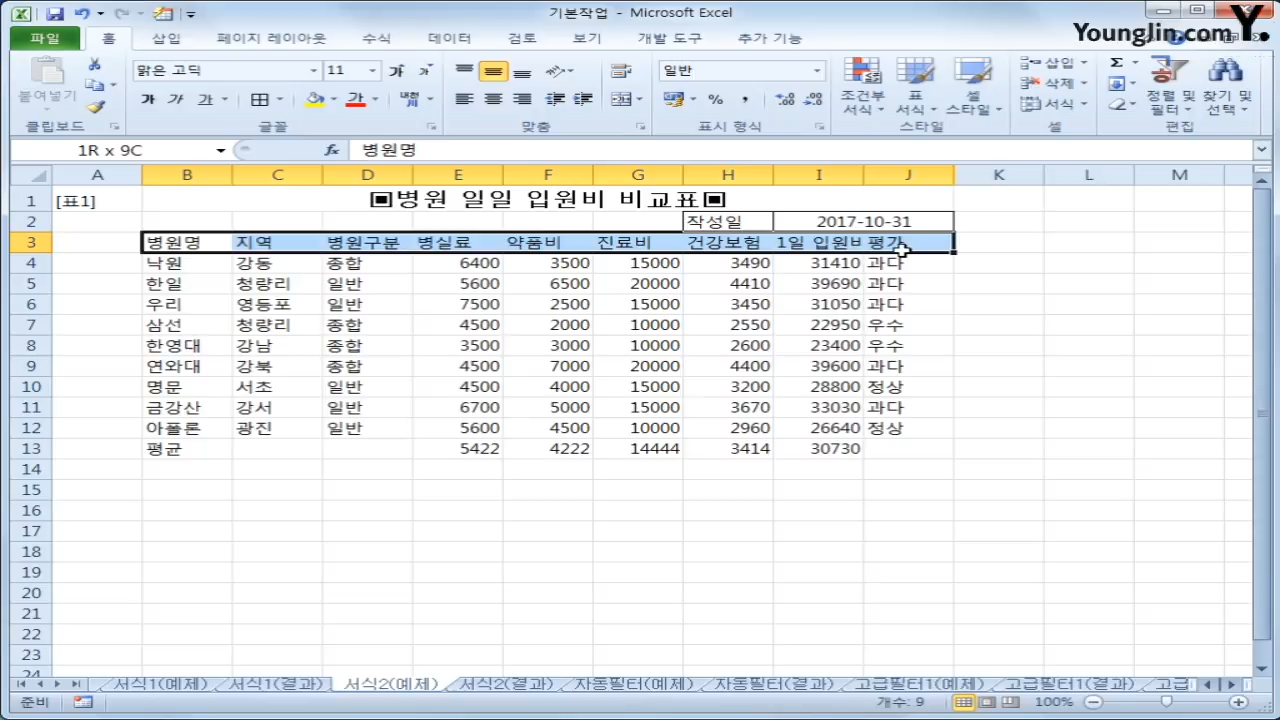 기본작업 - Microsoft Excel
Younglin.com Y.
파일 홈 삽입 페이지 레이아웃 수식 데이터 검토 보기 개발 도구 추가 기능
붙여넣기
클립보드
맑은 고딕 11 가 가
가 가 가 내천
글꼴
맞춤
일반
% ,
표시 형식
조건부 서식 표 서식 셀 스타일
스타일
삽입
삭제
서식
셀
Σ
정렬 및 필터 찾기 및 선택
편집
1R x 9C fx 병원명
A B C D E F G H I J K L M
1 [표1] ▣병원 일일 입원비 비교표▣
2 작성일 2017-10-31
3 병원명 지역 병원구분 병실료 약품비 진료비 건강보험 1일 입원비 평가
4 낙원 강동 종합 6400 3500 15000 3490 31410 과다
5 한일 청량리 일반 5600 6500 20000 4410 39690 과다
6 우리 영등포 일반 7500 2500 15000 3450 31050 과다
7 삼선 청량리 종합 4500 2000 10000 2550 22950 우수
8 한영대 강남 종합 3500 3000 10000 2600 23400 우수
9 연와대 강북 종합 4500 7000 20000 4400 39600 과다
10 명문 서초 일반 4500 4000 15000 3200 28800 정상
11 금강산 강서 일반 6700 5000 15000 3670 33030 과다
12 아폴론 광진 일반 5600 4500 10000 2960 26640 정상
13 평균 5422 4222 14444 3414 30730
14
15
16
17
18
19
20
21
22
23
24
서식1(예제) 서식1(결과) 서식2(예제) 서식2(결과) 자동필터(예제) 자동필터(결과) 고급필터1(예제) 고급필터1(결과) 고급
준비 개수: 9 100%